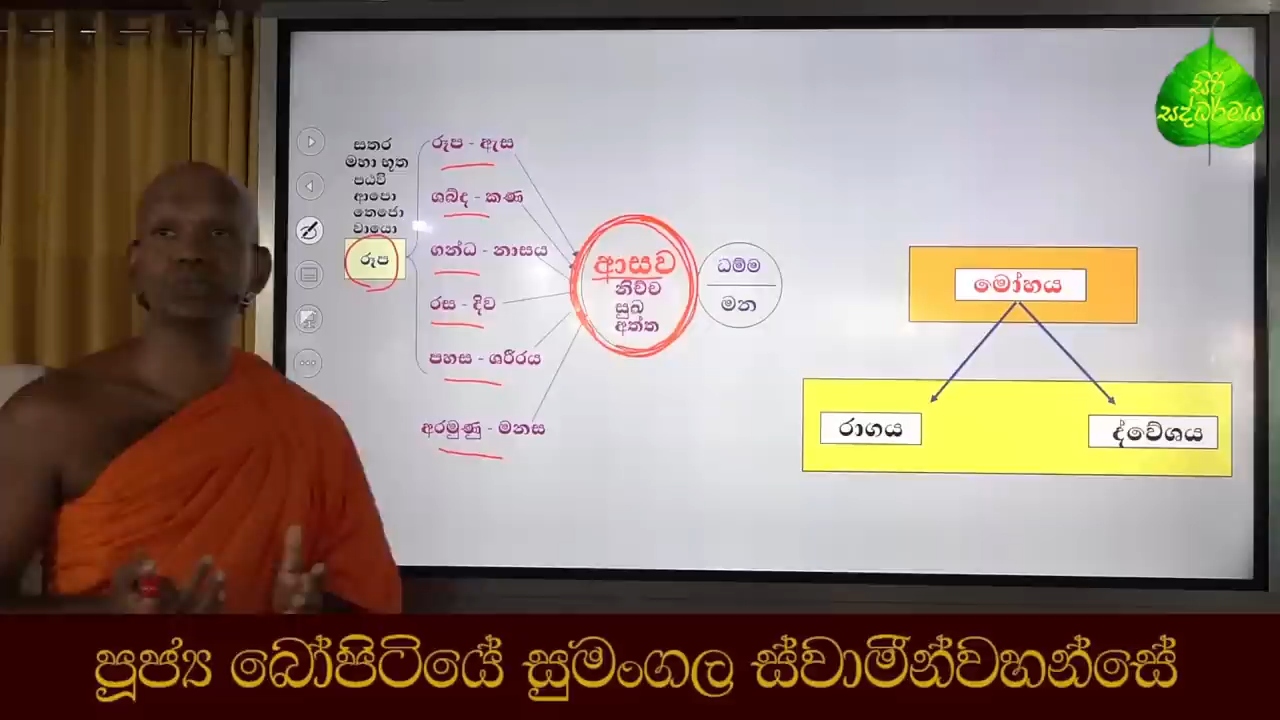 සිරි
සද්ධර්මය
සතර
මහා භූත
පඨවි
ආපො
තෙජො
වායො
රූප
රූප - ඇස
ශබ්ද - කණ
ගන්ධ - නාසය
රස - දිව
පහස - ශරීරය
අරමුණු - මනස
ආසව
නිච්ච
සුඛ
අත්ත
ධම්ම
මන
මෝහය
රාගය
ද්වේශය
පූජ්‍ය බෝපිටියේ සුමංගල ස්වාමීන්වහන්සේ